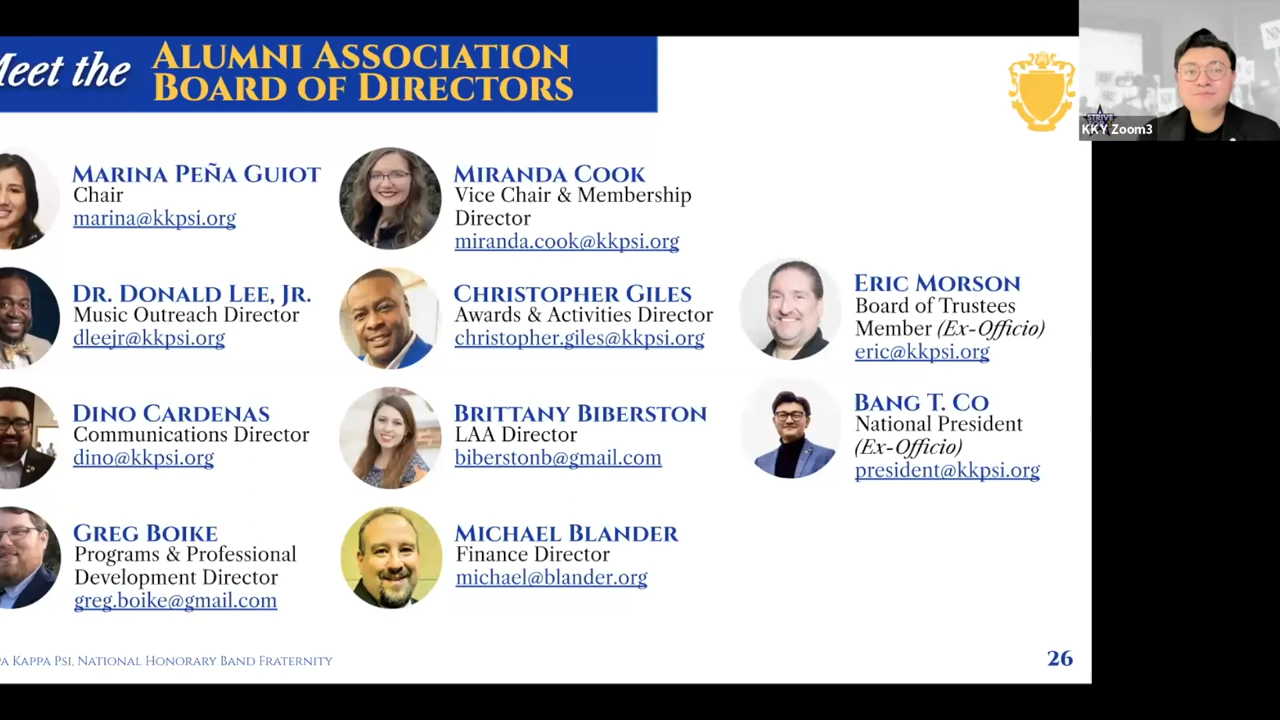 Meet the
ALUMNI ASSOCIATION
BOARD OF DIRECTORS
STRIVE
KKY Zoom3
MARINA PEÑA GUIOT
Chair
marina@kkpsi.org
MIRANDA COOK
Vice Chair & Membership
Director
miranda.cook@kkpsi.org
DR. DONALD LEE, JR.
Music Outreach Director
dleejr@kkpsi.org
CHRISTOPHER GILES
Awards & Activities Director
christopher.giles@kkpsi.org
ERIC MORSON
Board of Trustees
Member (Ex-Officio)
eric@kkpsi.org
DINO CARDENAS
Communications Director
dino@kkpsi.org
BRITTANY BIBERSTON
LAA Director
biberstonb@gmail.com
BANG T. CO
National President
(Ex-Officio)
president@kkpsi.org
GREG BOIKE
Programs & Professional
Development Director
greg.boike@gmail.com
MICHAEL BLANDER
Finance Director
michael@blander.org
PA KAPPA PSI, NATIONAL HONORARY BAND FRATERNITY
26